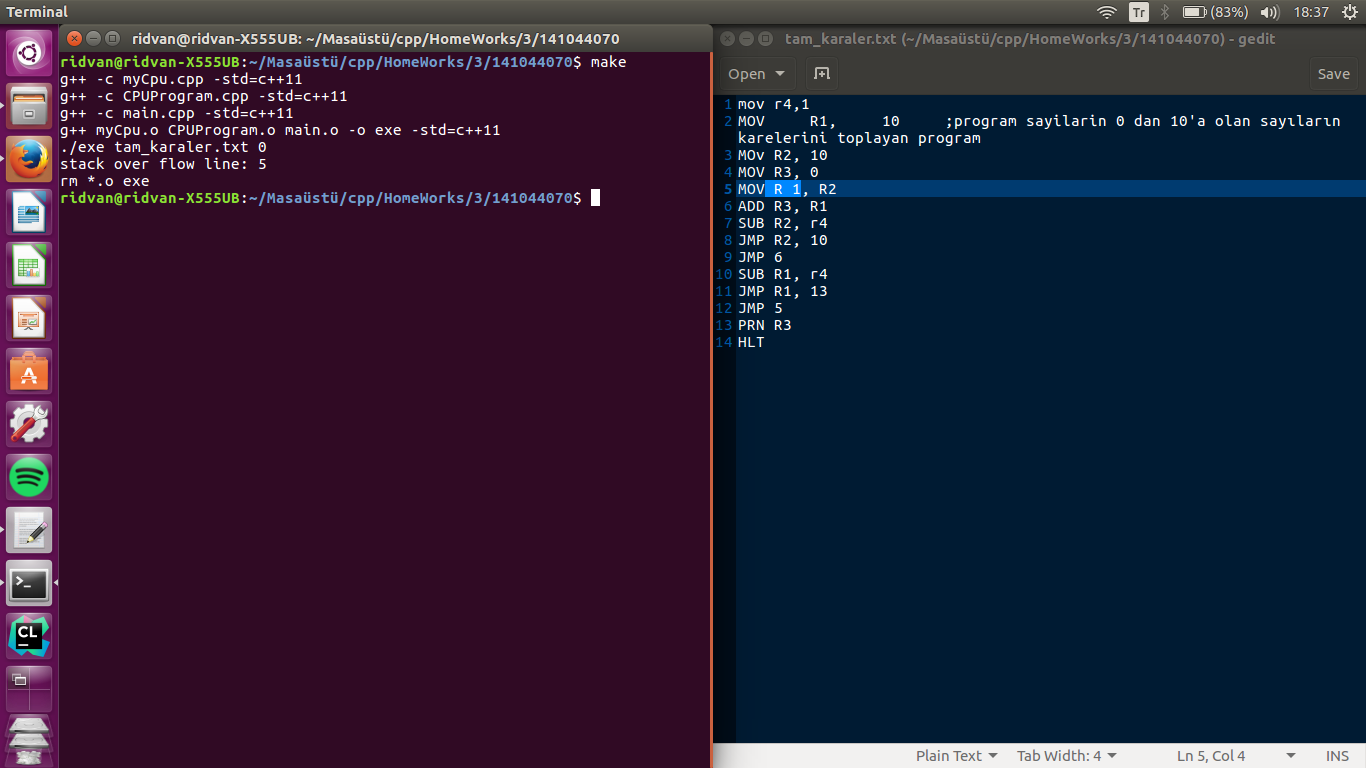 Terminal
Tr
(83%)
18:37
ridvan@ridvan-X555UB: ~/Masaüstü/cpp/HomeWorks/3/141044070
ridvan@ridvan-X555UB:~/Masaüstü/cpp/HomeWorks/3/141044070$ make
g++ -c myCpu.cpp -std=c++11
g++ -c CPUProgram.cpp -std=c++11
g++ -c main.cpp -std=c++11
g++ myCpu.o CPUProgram.o main.o -o exe -std=c++11
./exe tam_karaler.txt 0
stack over flow line: 5
rm *.o exe
ridvan@ridvan-X555UB:~/Masaüstü/cpp/HomeWorks/3/141044070$
CL
tam_karaler.txt (~/Masaüstü/cpp/HomeWorks/3/141044070) - gedit
Open
Save
1 mov r4,1
2 MOV     R1,     10     ;program sayilarin 0 dan 10'a olan sayıların
karelerini toplayan program
3 MOv R2, 10
4 MOV R3, 0
5 MOV R 1, R2
6 ADD R3, R1
7 SUB R2, r4
8 JMP R2, 10
9 JMP 6
10 SUB R1, r4
11 JMP R1, 13
12 JMP 5
13 PRN R3
14 HLT
Plain Text
Tab Width: 4
Ln 5, Col 4
INS